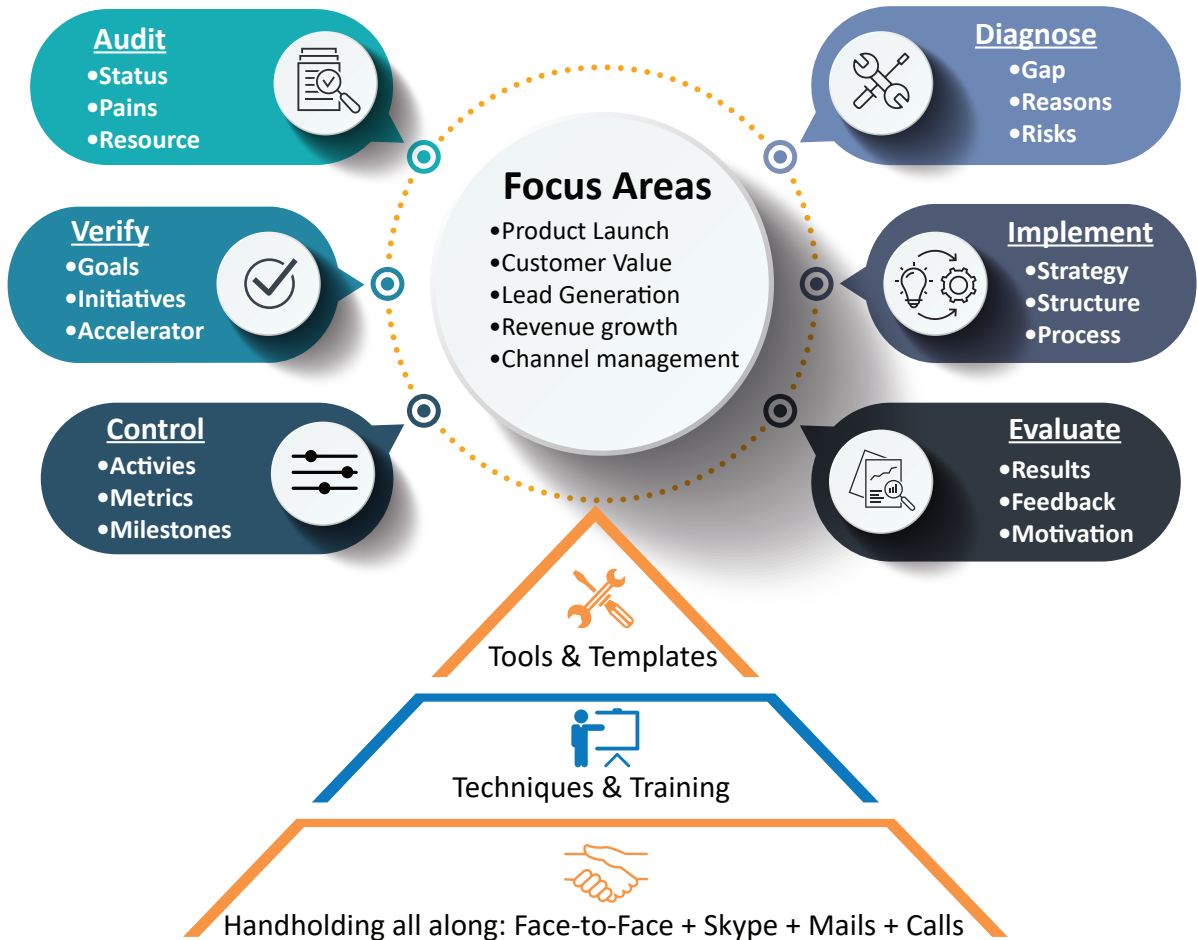 Audit
•Status
•Pains
•Resource
Diagnose
•Gap
•Reasons
•Risks
Focus Areas
•Product Launch
•Customer Value
•Lead Generation
•Revenue growth
•Channel management
Verify
•Goals
•Initiatives
•Accelerator
Implement
•Strategy
•Structure
•Process
Control
•Activies
•Metrics
•Milestones
Evaluate
•Results
•Feedback
•Motivation
Tools & Templates
Techniques & Training
Handholding all along: Face-to-Face + Skype + Mails + Calls